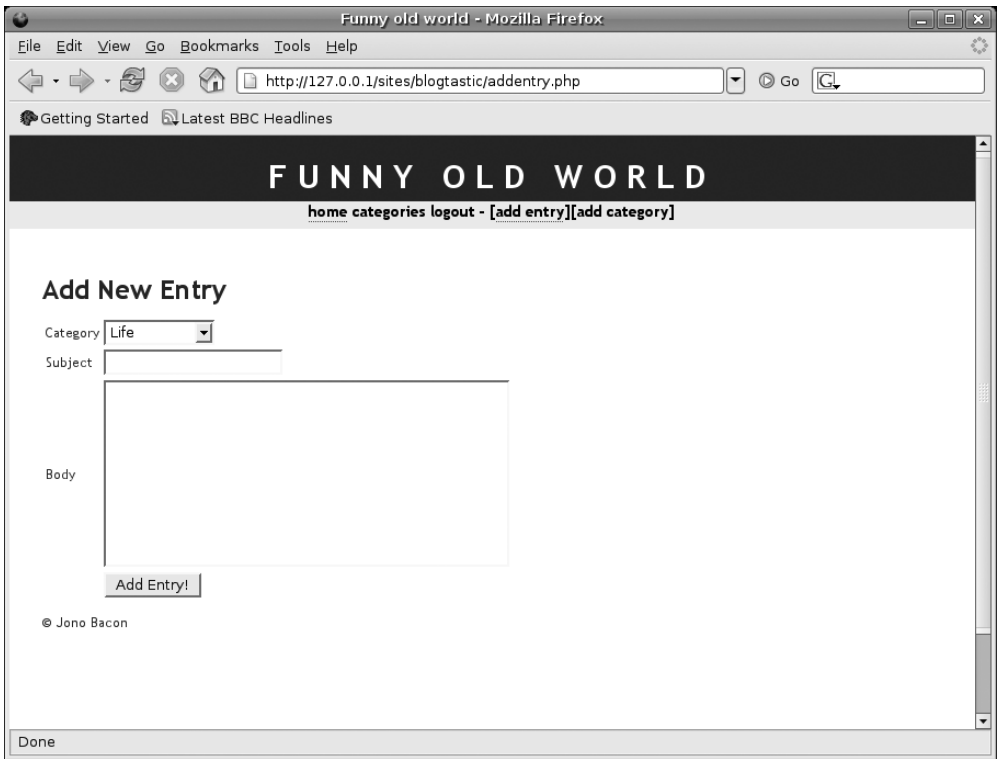 Funny old world - Mozilla Firefox
File Edit View Go Bookmarks Tools Help
http://127.0.0.1/sites/blogtastic/addentry.php Go G
Getting Started Latest BBC Headlines
FUNNY OLD WORLD
home categories logout - [add entry][add category]
Add New Entry
Category Life
Subject
Body
Add Entry!
© Jono Bacon
Done